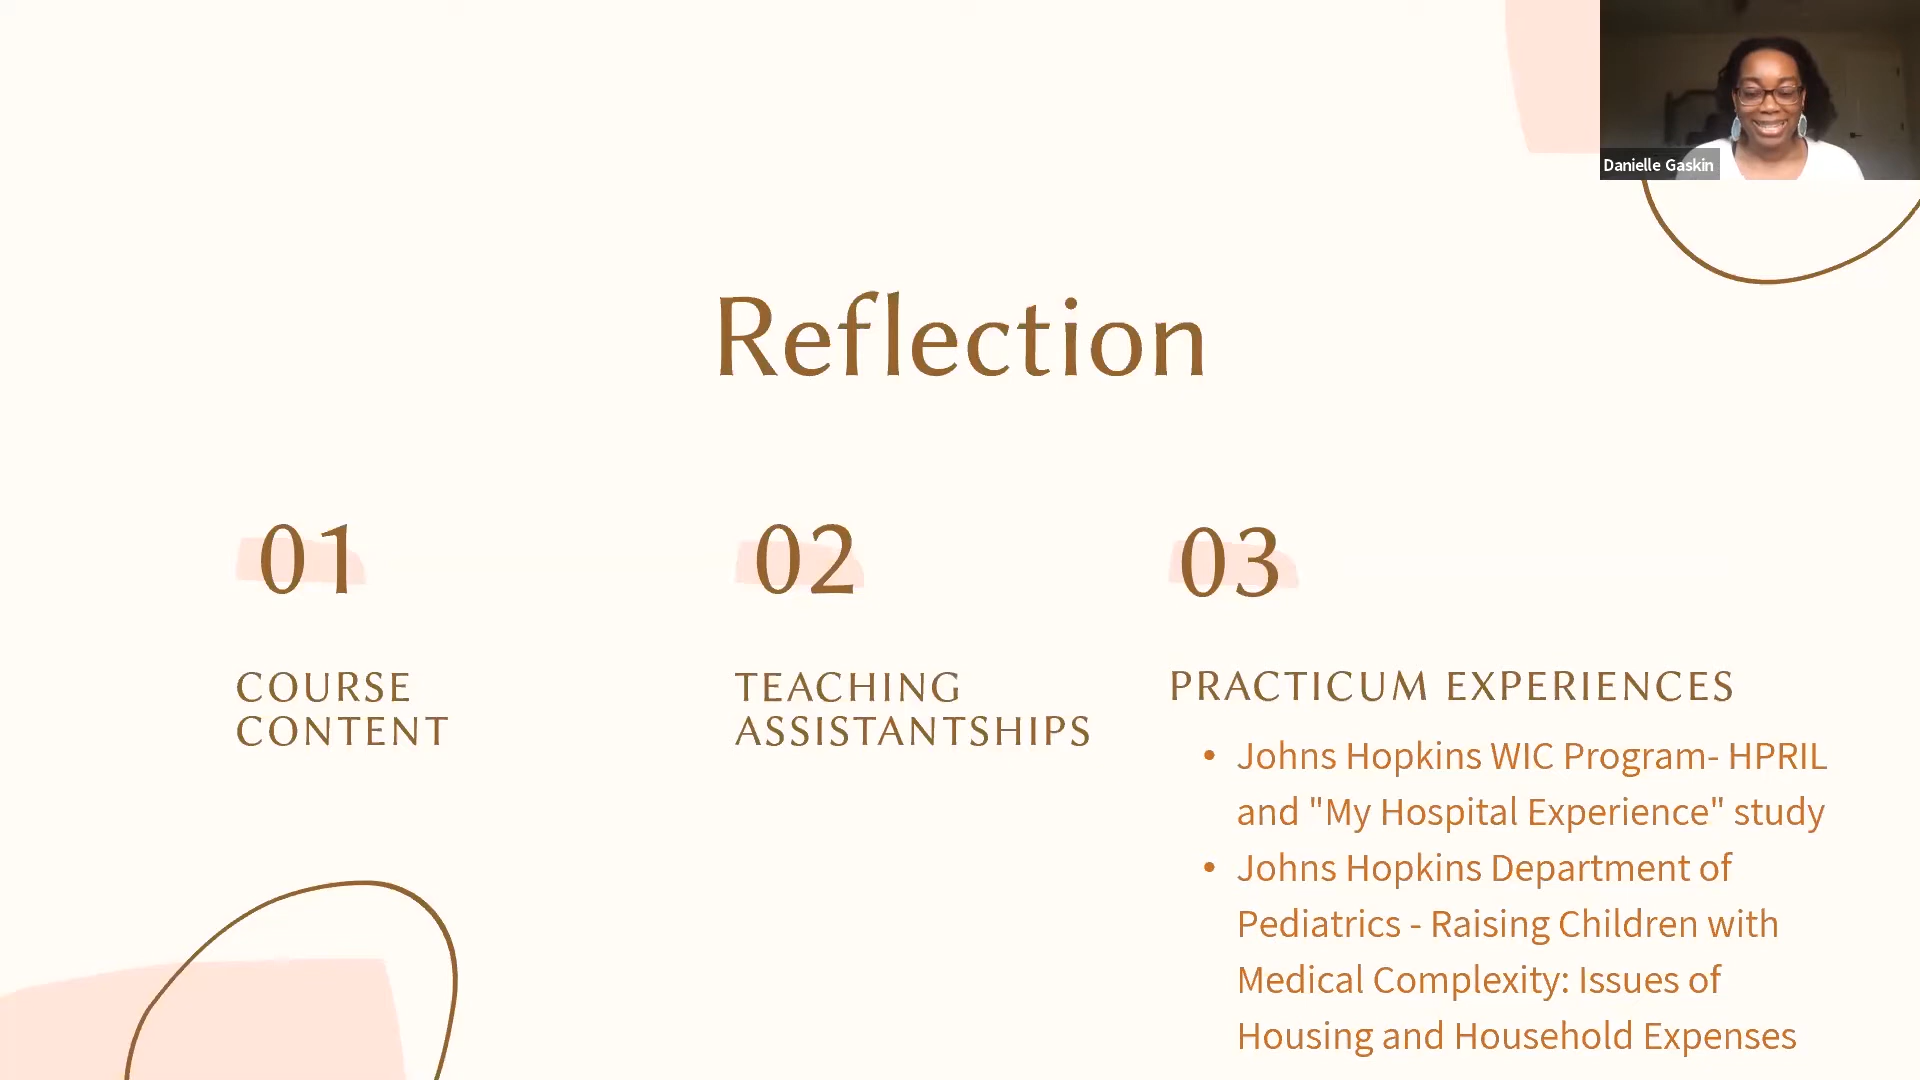 Danielle Gaskin
Reflection
01
COURSE
CONTENT
02
TEACHING
ASSISTANTSHIPS
03
PRACTICUM EXPERIENCES
• Johns Hopkins WIC Program- HPRIL
and "My Hospital Experience" study
• Johns Hopkins Department of
Pediatrics - Raising Children with
Medical Complexity: Issues of
Housing and Household Expenses